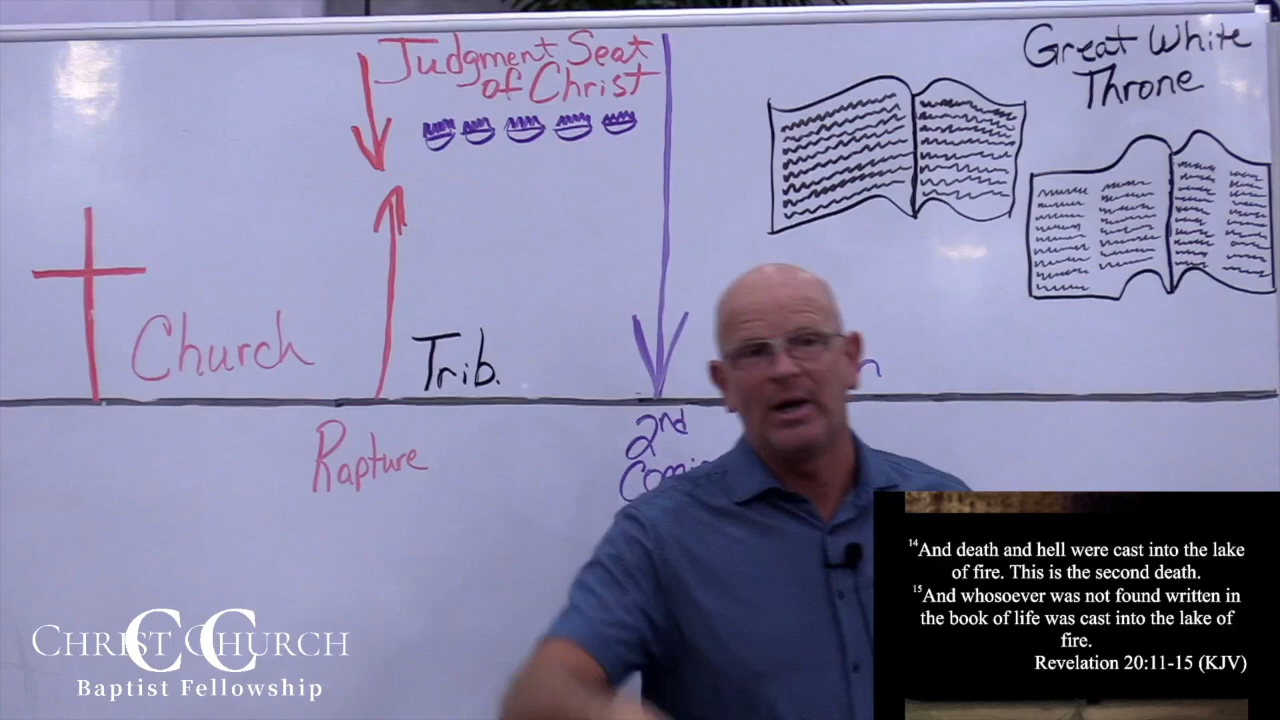 Judgment Seat
of Christ
Great White
Throne
Church
Trib.
Rapture
2nd
CHRIST CHURCH
CC
Baptist Fellowship
14And death and hell were cast into the lake
of fire. This is the second death.
15And whosoever was not found written in
the book of life was cast into the lake of
fire.
Revelation 20:11-15 (KJV)